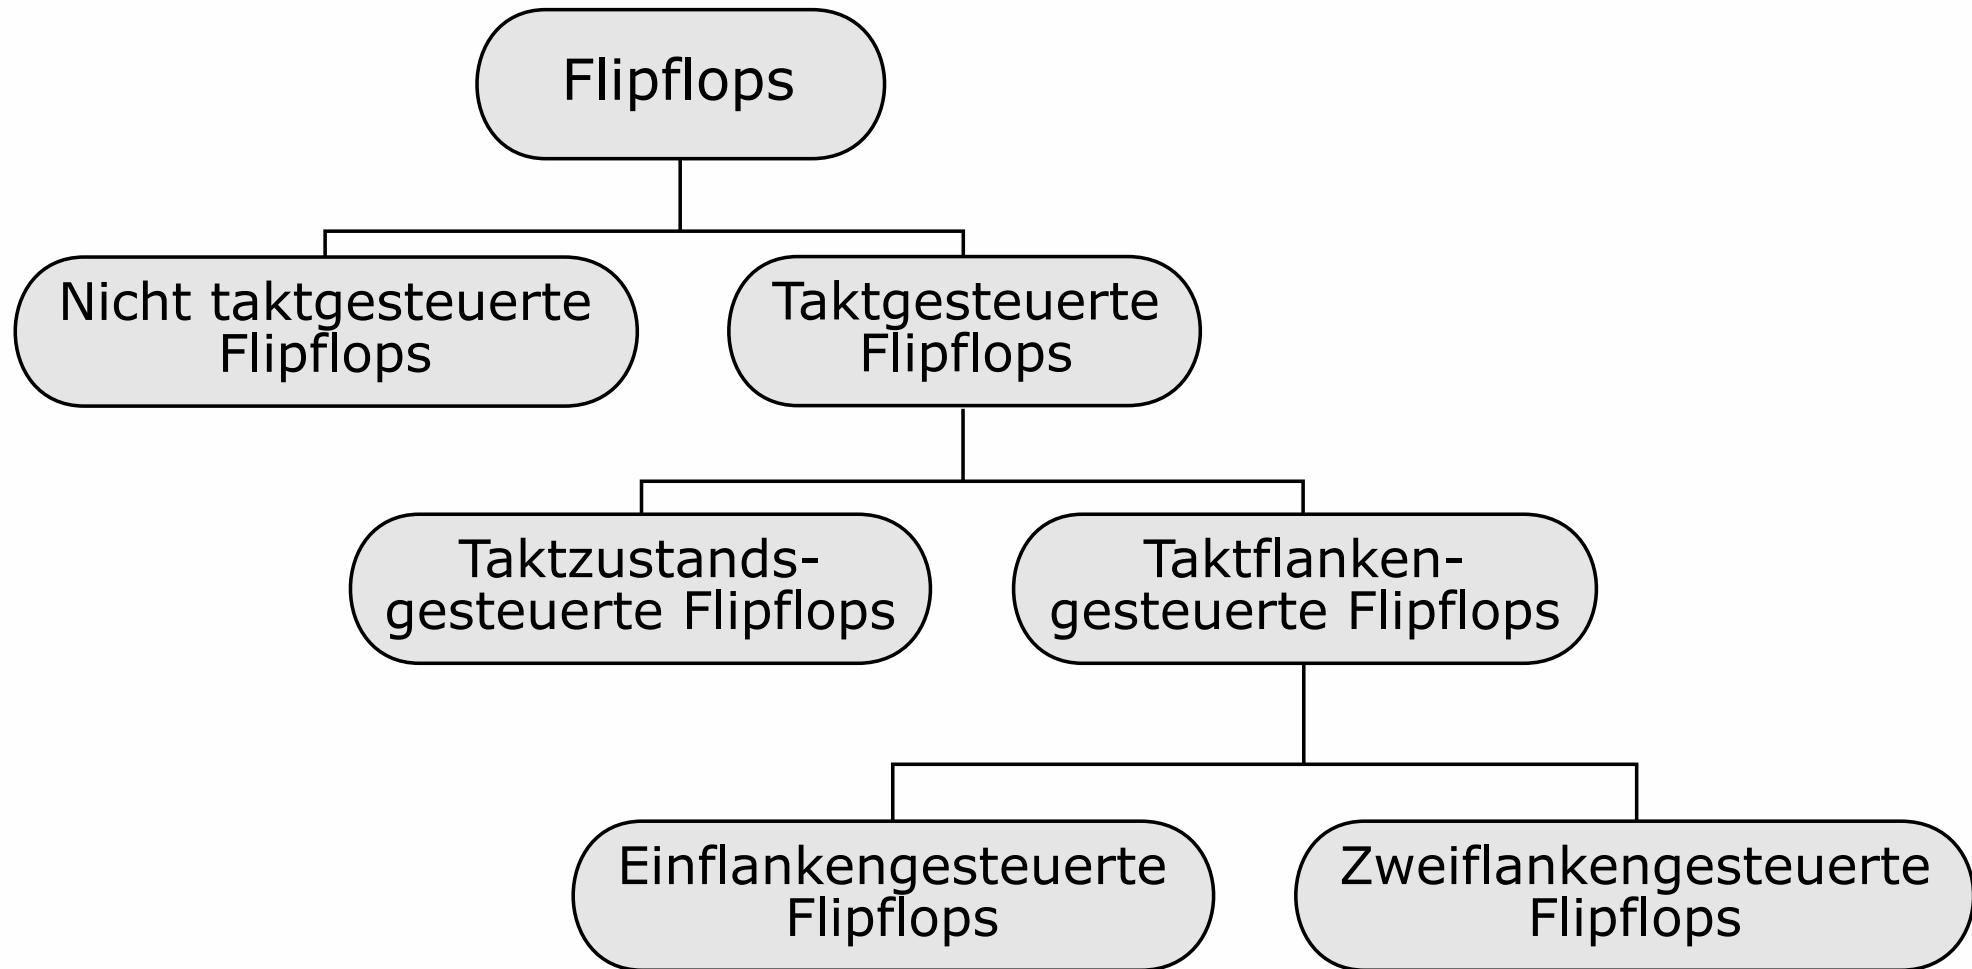 Flipflops
Nicht taktgesteuerte
Flipflops
Taktgesteuerte
Flipflops
Taktzustands-
gesteuerte Flipflops
Taktflanken-
gesteuerte Flipflops
Einflankengesteuerte
Flipflops
Zweiflankengesteuerte
Flipflops